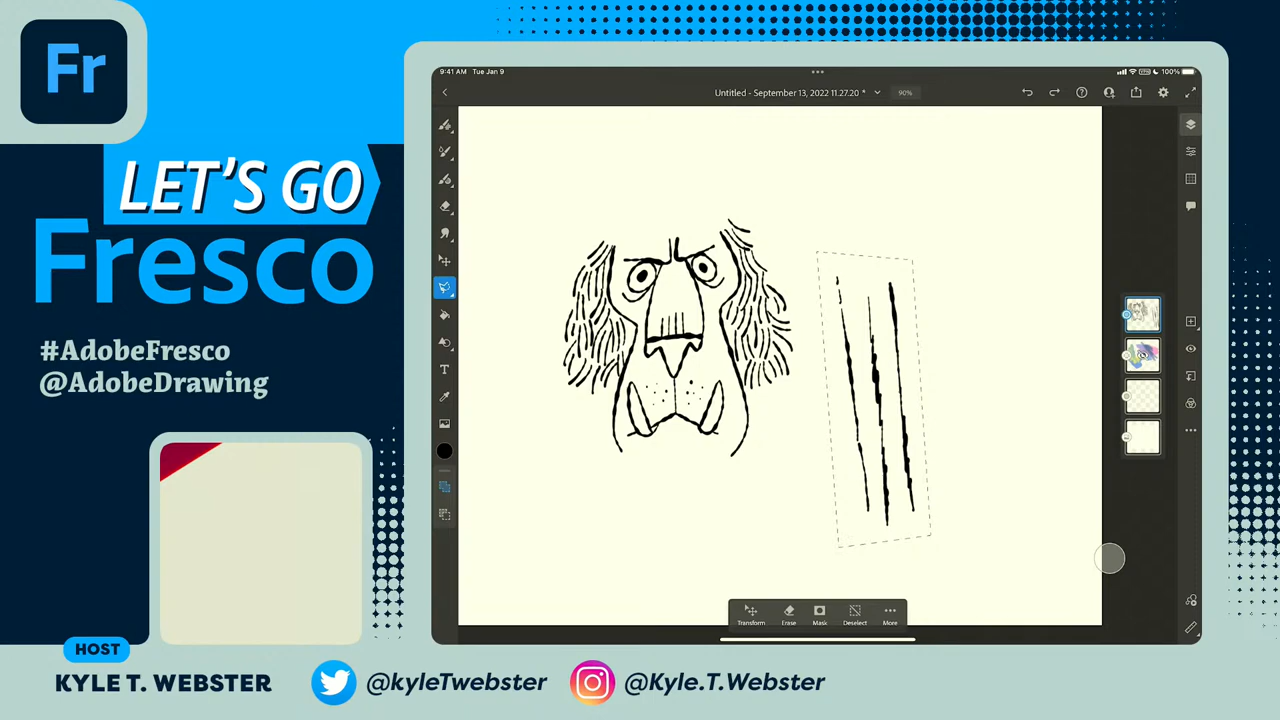 Fr
LET'S GO
Fresco
#AdobeFresco
@AdobeDrawing
9:41 AM Tue Jan 9
100%
Untitled - September 13, 2022 11.27.20 *
90%
Transform
Erase
Mask
Deselect
More
HOST
KYLE T. WEBSTER
@kyleTwebster
@Kyle.T.Webster